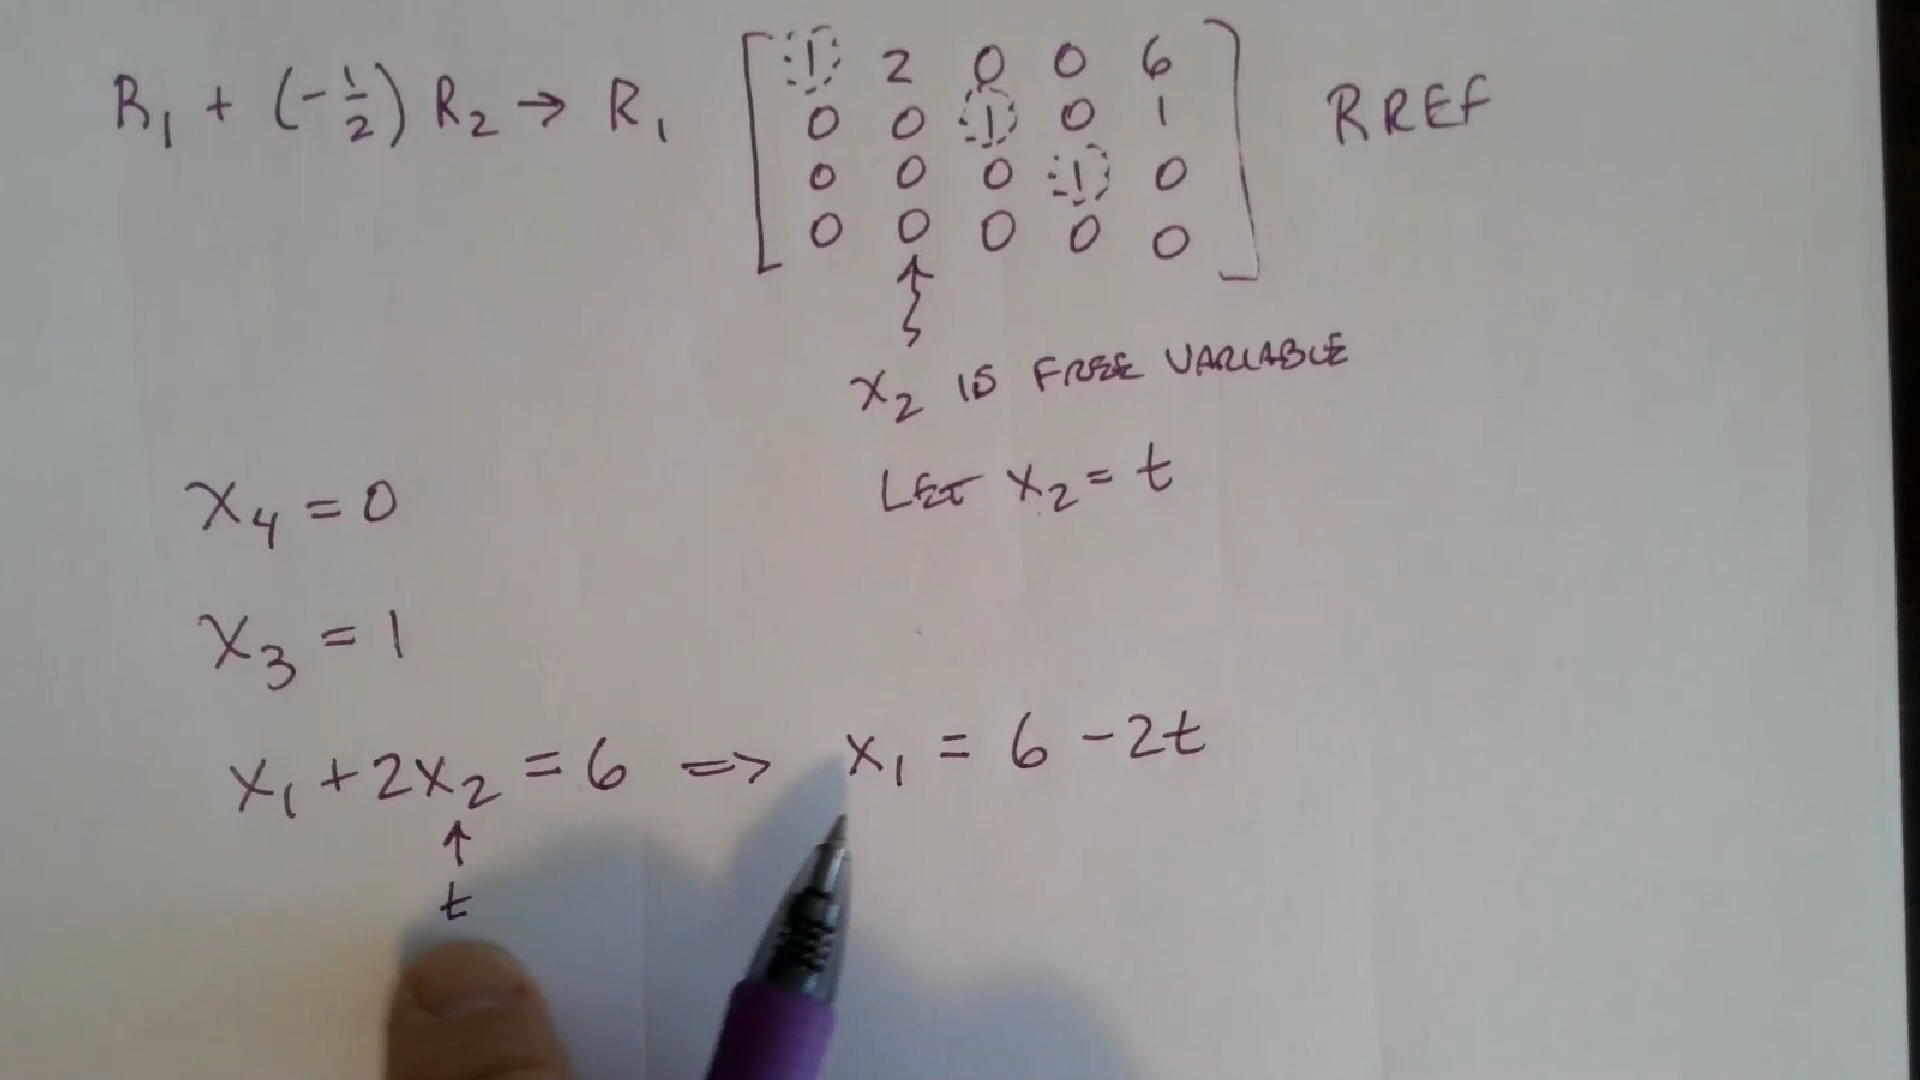 R₁ + (-½) R₂ → R₁ [ 1 2 0 0 6 ] RREF
0 0 1 0 1
0 0 0 1 0
0 0 0 0 0
↑
x₂ IS FREE VARIABLE
LET x₂ = t
x₄ = 0
x₃ = 1
x₁ + 2x₂ = 6 => x₁ = 6 - 2t
↑
t